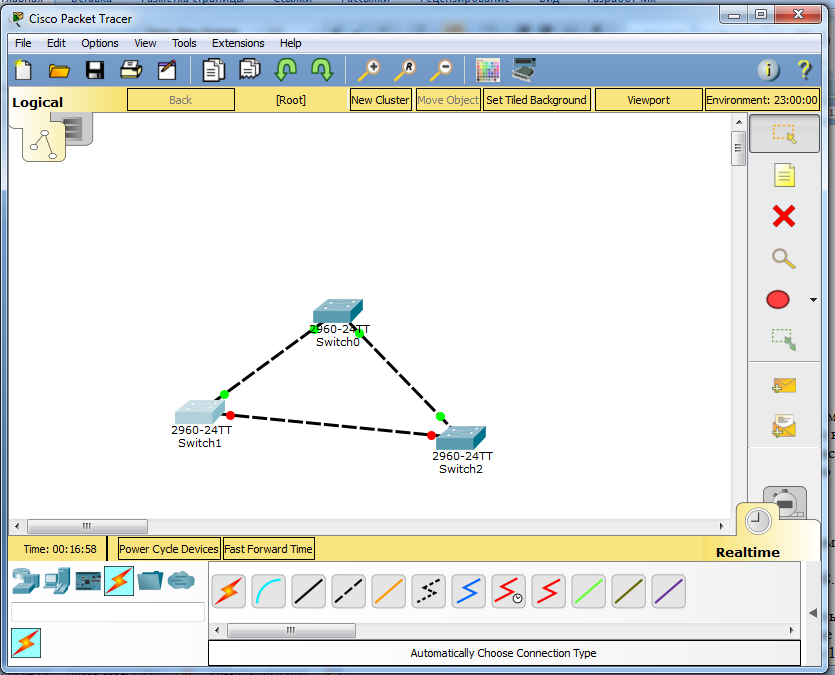 Cisco Packet Tracer
File Edit Options View Tools Extensions Help
Logical
Back
[Root]
New Cluster
Move Object
Set Tiled Background
Viewport
Environment: 23:00:00
2960-24TT
Switch0
2960-24TT
Switch1
2960-24TT
Switch2
Time: 00:16:58
Power Cycle Devices
Fast Forward Time
Realtime
Automatically Choose Connection Type